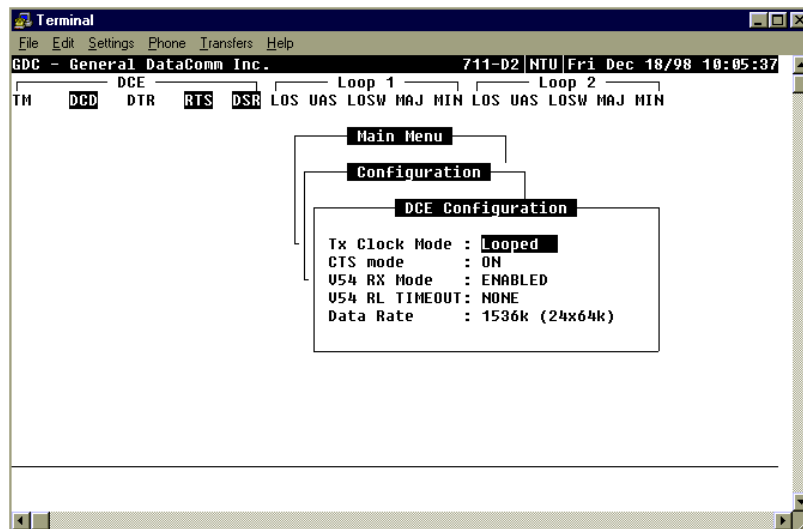 Terminal
File Edit Settings Phone Transfers Help
GDC - General DataComm Inc. 711-D2 NTU Fri Dec 18/98 10:05:37
DCE Loop 1 Loop 2
TM DCD DTR RTS DSR LOS UAS LOSW MAJ MIN LOS UAS LOSW MAJ MIN
Main Menu
Configuration
DCE Configuration
Tx Clock Mode : Looped
CTS mode : ON
V54 RX Mode : ENABLED
V54 RL TIMEOUT: NONE
Data Rate : 1536k (24x64k)